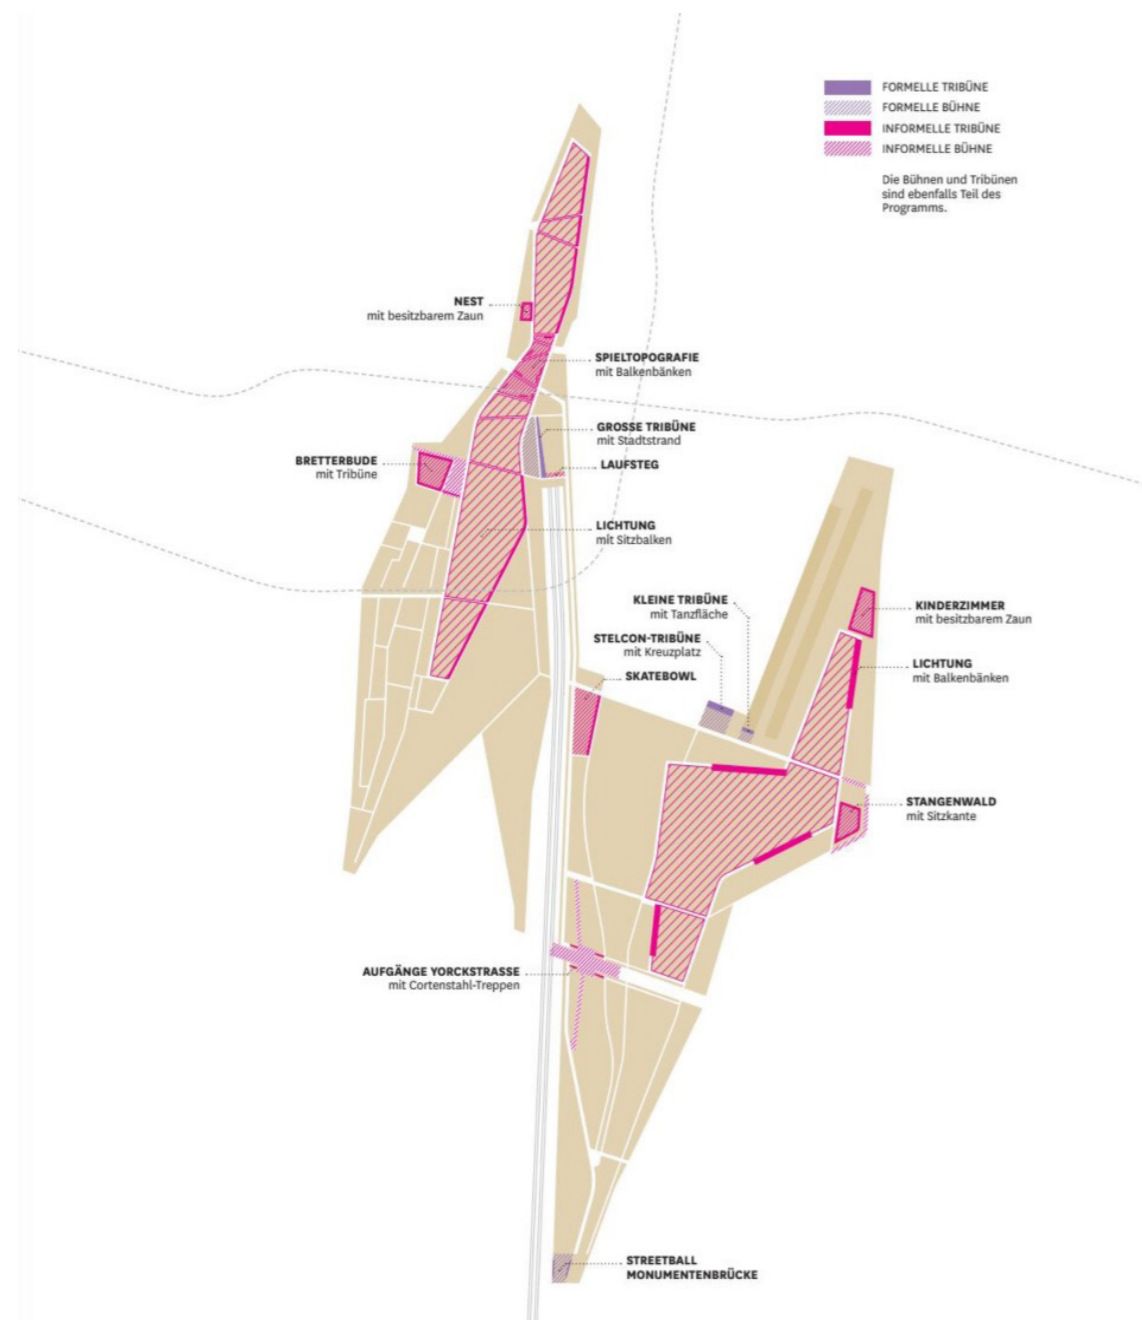 FORMELLE TRIBÜNE
FORMELLE BÜHNE
INFORMELLE TRIBÜNE
INFORMELLE BÜHNE
Die Bühnen und Tribünen
sind ebenfalls Teil des
Programms.
NEST
mit besitzbarem Zaun
SPIELTOPOGRAFIE
mit Balkenbänken
GROSSE TRIBÜNE
mit Stadtstrand
LAUFSTEG
BRETTERBUDE
mit Tribüne
LICHTUNG
mit Sitzbalken
KLEINE TRIBÜNE
mit Tanzfläche
STELCON-TRIBÜNE
mit Kreuzplatz
SKATEBOWL
KINDERZIMMER
mit besitzbarem Zaun
LICHTUNG
mit Balkenbänken
STANGENWALD
mit Sitzkante
AUFGÄNGE YORCKSTRASSE
mit Cortenstahl-Treppen
STREETBALL
MONUMENTENBRÜCKE